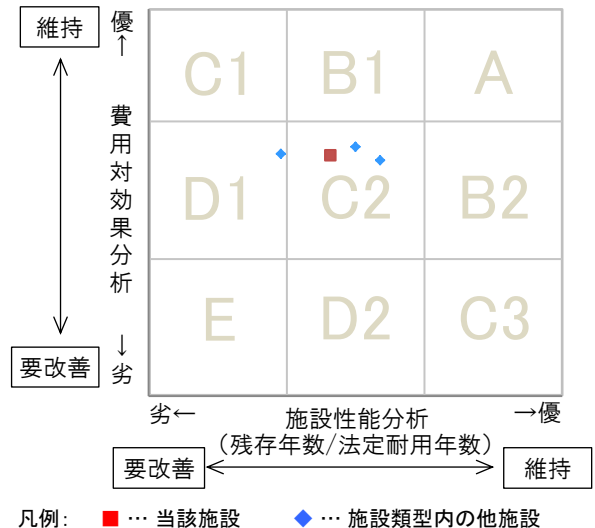 維持
優
↑
費用対効果分析
↓
劣
要改善
C1 B1 A
D1 C2 B2
E D2 C3
劣← 施設性能分析 →優
（残存年数/法定耐用年数）
要改善 維持
凡例： ■ … 当該施設 ◆ … 施設類型内の他施設